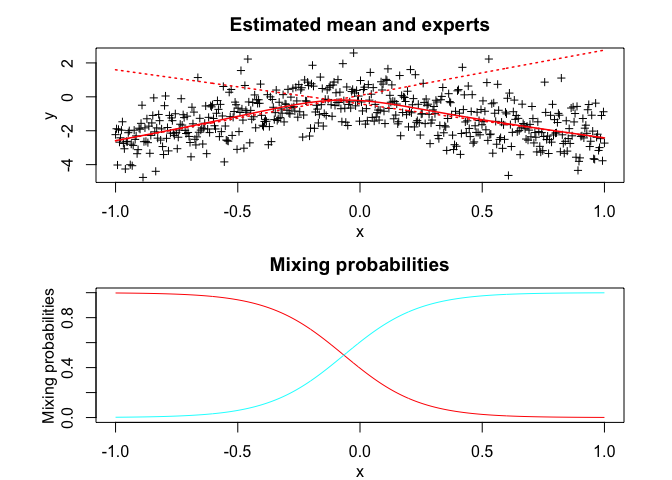 Estimated mean and experts
y
2
0
-2
-4
-1.0 -0.5 0.0 0.5 1.0
x
Mixing probabilities
Mixing probabilities
0.8
0.4
0.0
-1.0 -0.5 0.0 0.5 1.0
x